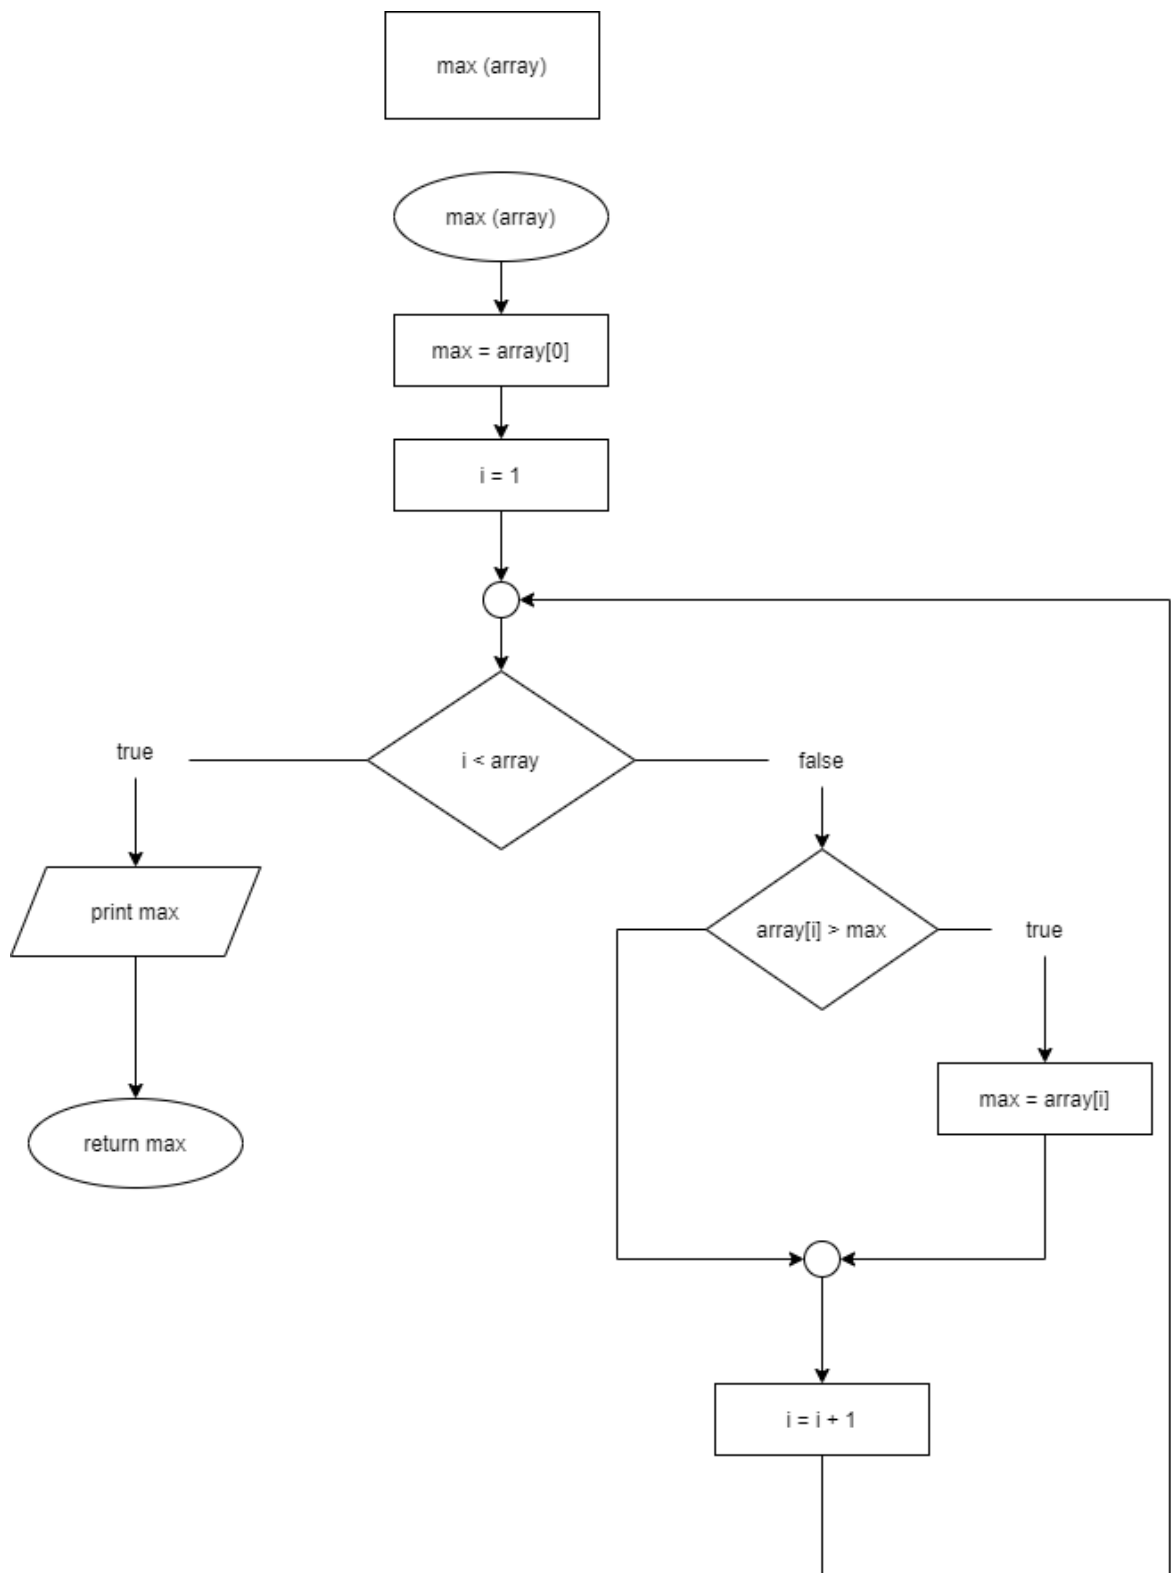 max (array)
max (array)
max = array[0]
i = 1
i < array
true
false
print max
array[i] > max
true
max = array[i]
return max
i = i + 1